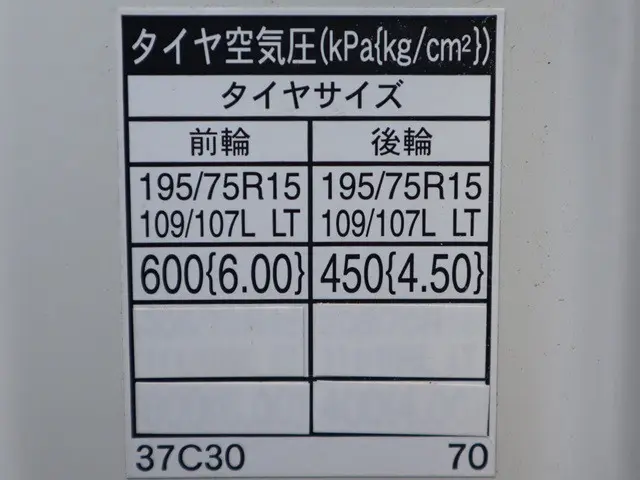 タイヤ空気圧(kPa{kg/cm²})
タイヤサイズ
前輪 後輪
195/75R15 195/75R15
109/107L LT 109/107L LT
600{6.00} 450{4.50}
37C30 70